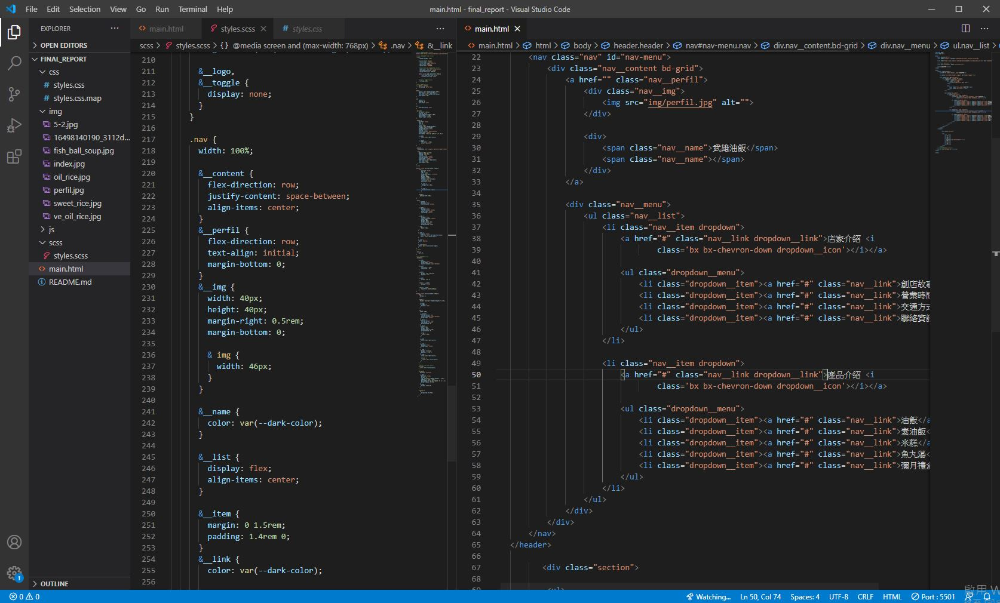 File Edit Selection View Go Run Terminal Help
main.html - final_report - Visual Studio Code
EXPLORER
OPEN EDITORS
FINAL_REPORT
css
styles.css
styles.css.map
img
5-2.jpg
16498140190_3112d...
fish_ball_soup.jpg
index.jpg
oil_rice.jpg
perfil.jpg
sweet_rice.jpg
ve_oil_rice.jpg
js
scss
styles.scss
main.html
README.md
OUTLINE
main.html styles.scss styles.css
scss > styles.scss > {} @media screen and (max-width: 768px) > .nav > &__link
210
211 &__logo,
212 &__toggle {
213 display: none;
214 }
215 }
216
217 .nav {
218 width: 100%;
219
220 &__content {
221 flex-direction: row;
222 justify-content: space-between;
223 align-items: center;
224 }
225 &__perfil {
226 flex-direction: row;
227 text-align: initial;
228 margin-bottom: 0;
229 }
230 &__img {
231 width: 40px;
232 height: 40px;
233 margin-right: 0.5rem;
234 margin-bottom: 0;
235
236 & img {
237 width: 46px;
238 }
239 }
240
241 &__name {
242 color: var(--dark-color);
243 }
244
245 &__list {
246 display: flex;
247 align-items: center;
248 }
249
250 &__item {
251 margin: 0 1.5rem;
252 padding: 1.4rem 0;
253 }
254 &__link {
255 color: var(--dark-color);
256
main.html
main.html > html > body > header.header > nav#nav-menu.nav > div.nav__content.bd-grid > div.nav__menu > ul.nav__list >
22 <nav class="nav" id="nav-menu">
23 <div class="nav__content bd-grid">
24 <a href="" class="nav__perfil">
25 <div class="nav__img">
26 <img src="img/perfil.jpg" alt="">
27 </div>
28
29 <div>
30 <span class="nav__name">武雄油飯</span>
31 <span class="nav__name"></span>
32 </div>
33 </a>
34
35 <div class="nav__menu">
36 <ul class="nav__list">
37 <li class="nav__item dropdown">
38 <a href="#" class="nav__link dropdown__link">店家介紹 <i
39 class='bx bx-chevron-down dropdown__icon'></i></a>
40
41 <ul class="dropdown__menu">
42 <li class="dropdown__item"><a href="#" class="nav__link">創店故事
43 <li class="dropdown__item"><a href="#" class="nav__link">營業時間
44 <li class="dropdown__item"><a href="#" class="nav__link">交通方式
45 <li class="dropdown__item"><a href="#" class="nav__link">聯絡資訊
46 </ul>
47 </li>
48
49 <li class="nav__item dropdown">
50 <a href="#" class="nav__link dropdown__link">產品介紹 <i
51 class='bx bx-chevron-down dropdown__icon'></i></a>
52
53 <ul class="dropdown__menu">
54 <li class="dropdown__item"><a href="#" class="nav__link">油飯</a
55 <li class="dropdown__item"><a href="#" class="nav__link">素油飯<
56 <li class="dropdown__item"><a href="#" class="nav__link">米糕</a
57 <li class="dropdown__item"><a href="#" class="nav__link">魚丸湯<
58 <li class="dropdown__item"><a href="#" class="nav__link">彌月禮盒
59 </ul>
60 </li>
61 </ul>
62 </div>
63 </div>
64 </nav>
65 </header>
66
67 <div class="section">
68
69 <ul>
啟用 W
1
0 0 Watching... Ln 50, Col 74 Spaces: 4 UTF-8 CRLF HTML Port : 5501